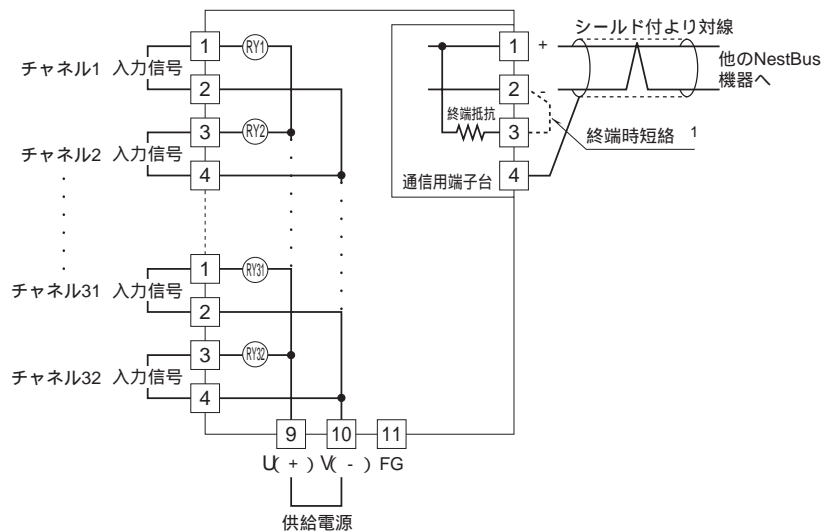 シールド付より対線
1 RY1 1 +
チャネル1 入力信号
他のNestBus
機器へ
2 2 -
終端抵抗
3 RY2 3
チャネル2 入力信号
終端時短絡 1
4 通信用端子台 4
1 RY31
チャネル31 入力信号
2
3 RY32
チャネル32 入力信号
4
9 10 11
U( + ) V( - ) FG
供給電源